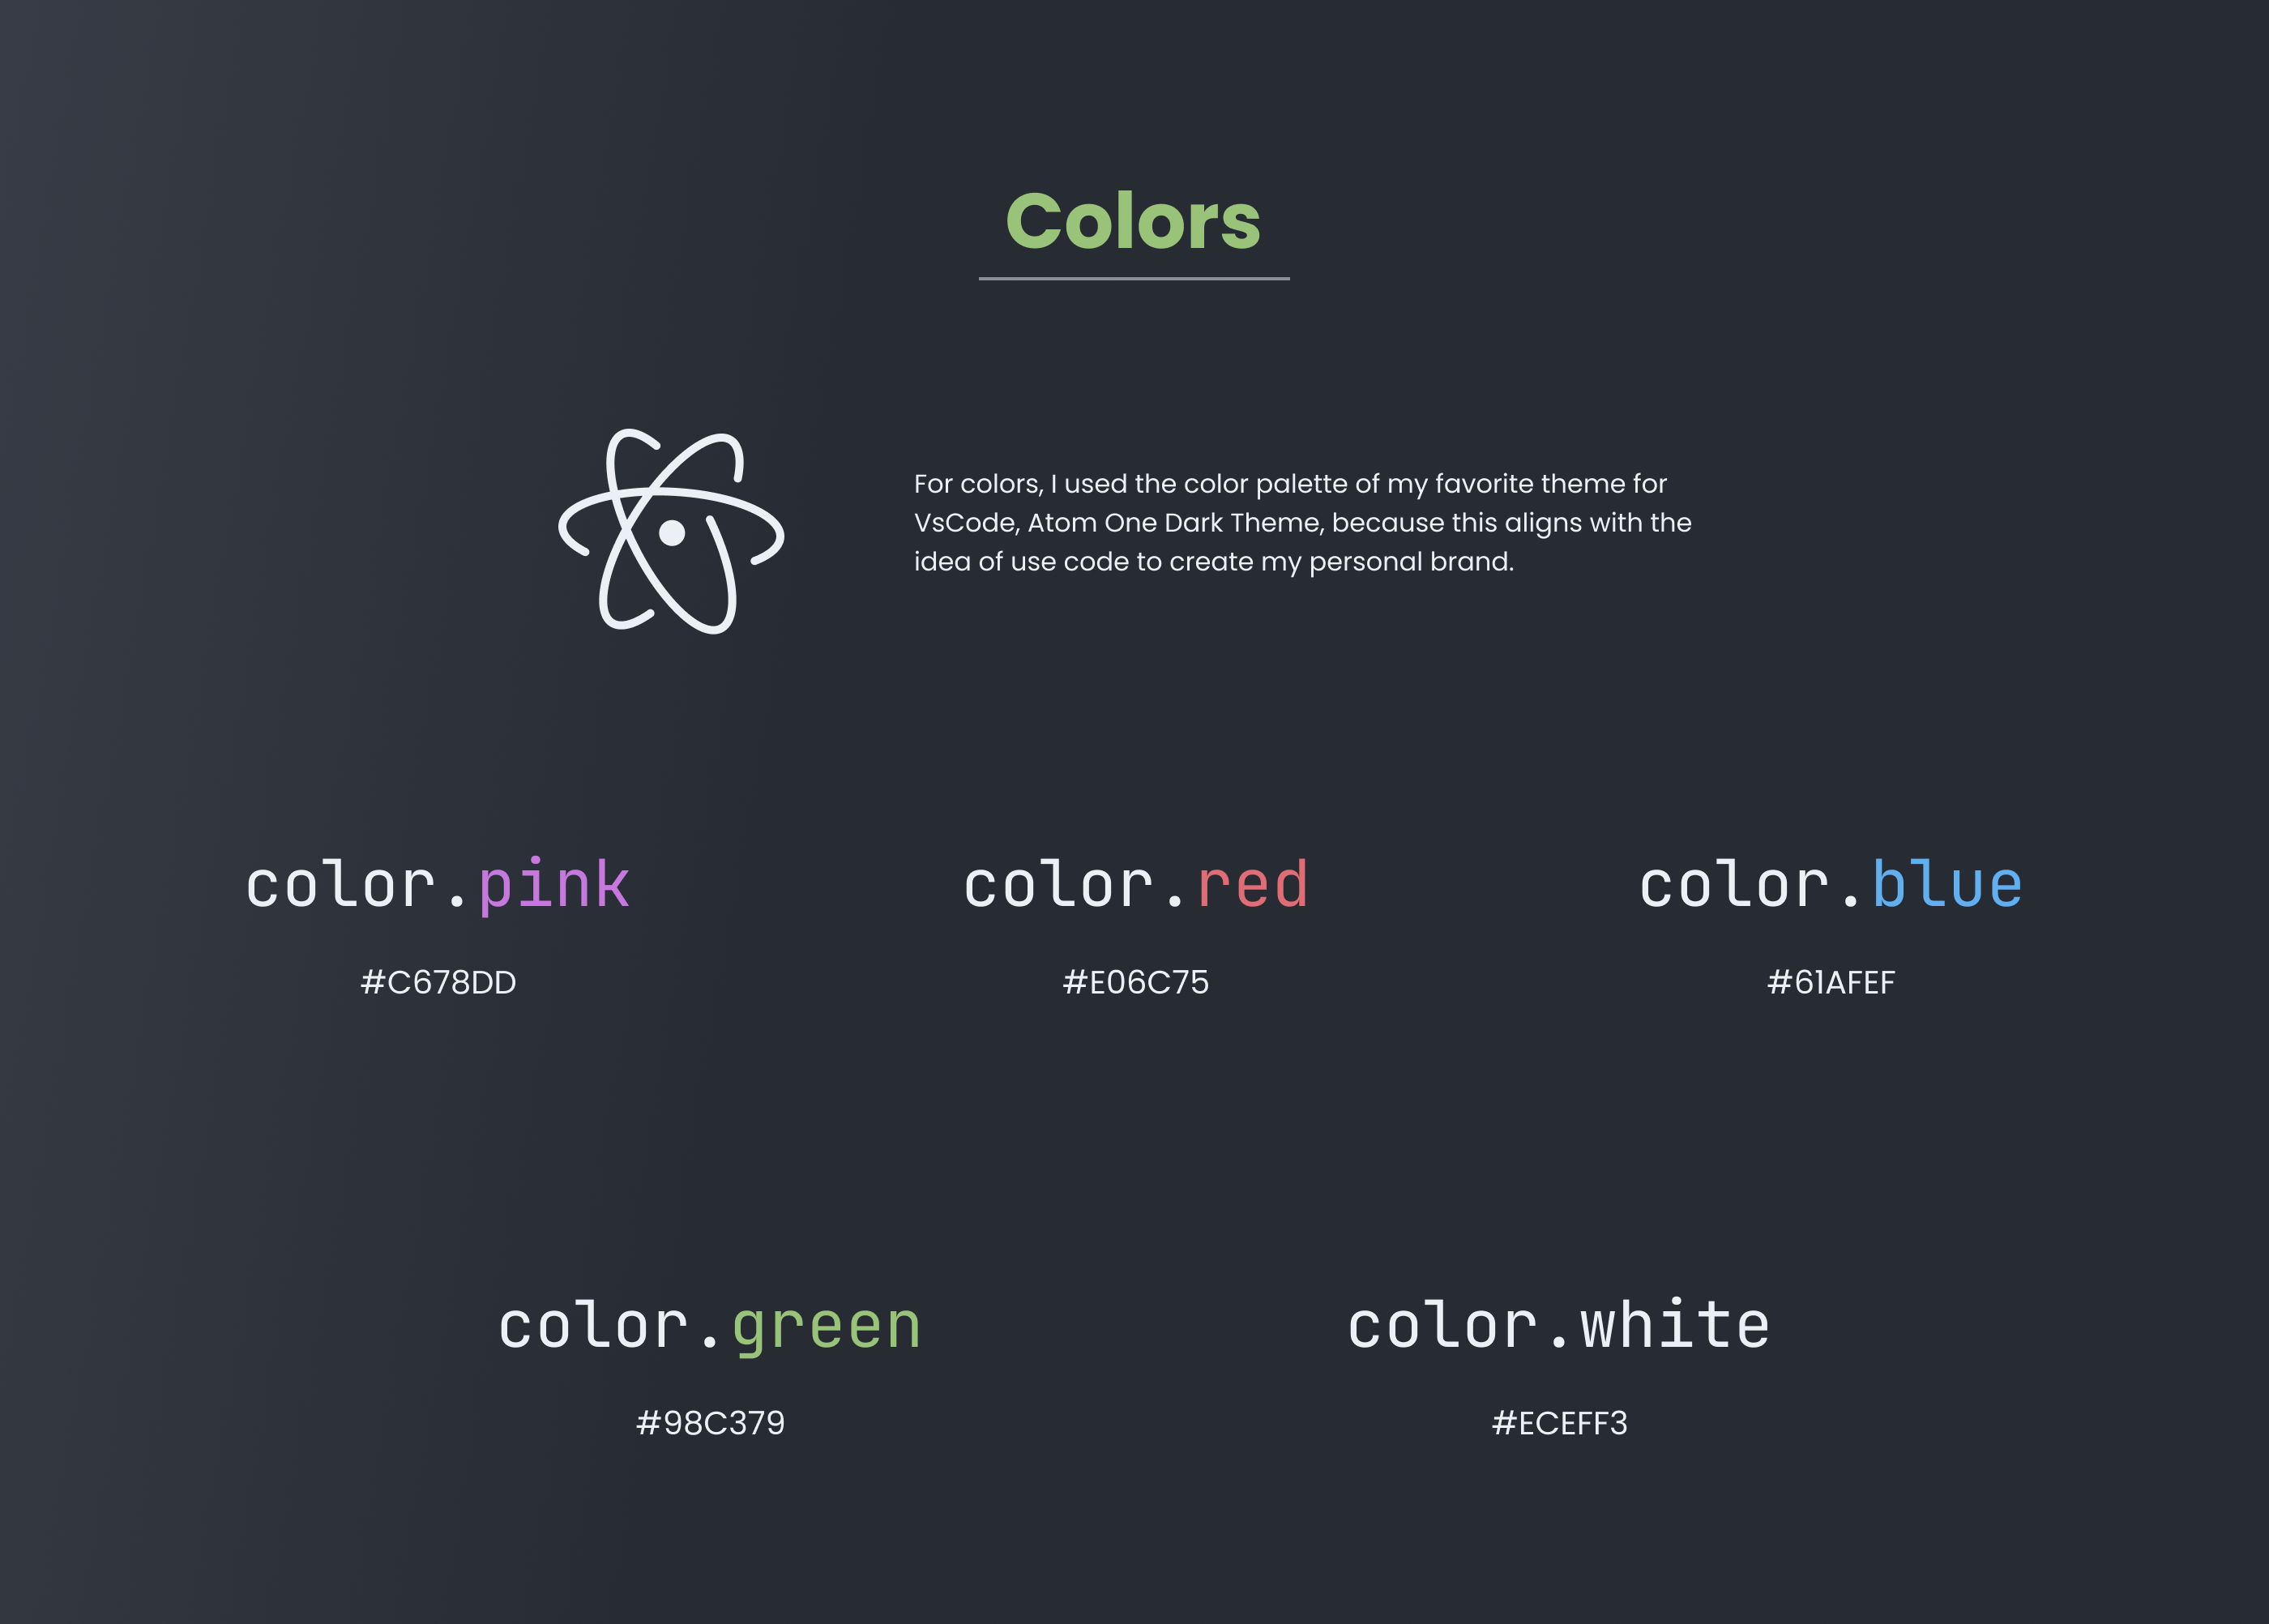 Colors
For colors, I used the color palette of my favorite theme for
VsCode, Atom One Dark Theme, because this aligns with the
idea of use code to create my personal brand.
color.pink
color.red
color.blue
#C678DD
#E06C75
#61AFEF
color.green
color.white
#98C379
#ECEFF3